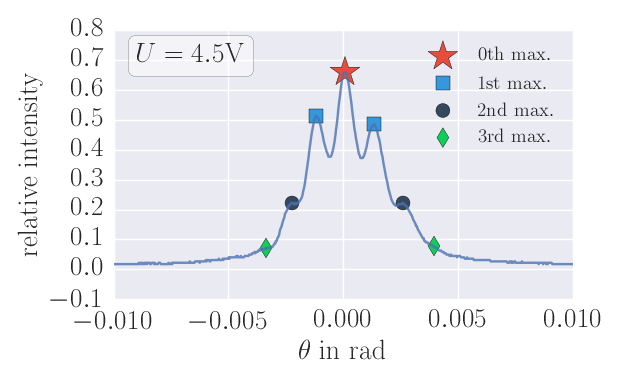 0.8
0.7
0.6
0.5
0.4
0.3
0.2
0.1
0.0
−0.1
relative intensity
U = 4.5V
0th max.
1st max.
2nd max.
3rd max.
−0.010 −0.005 0.000 0.005 0.010
θ in rad